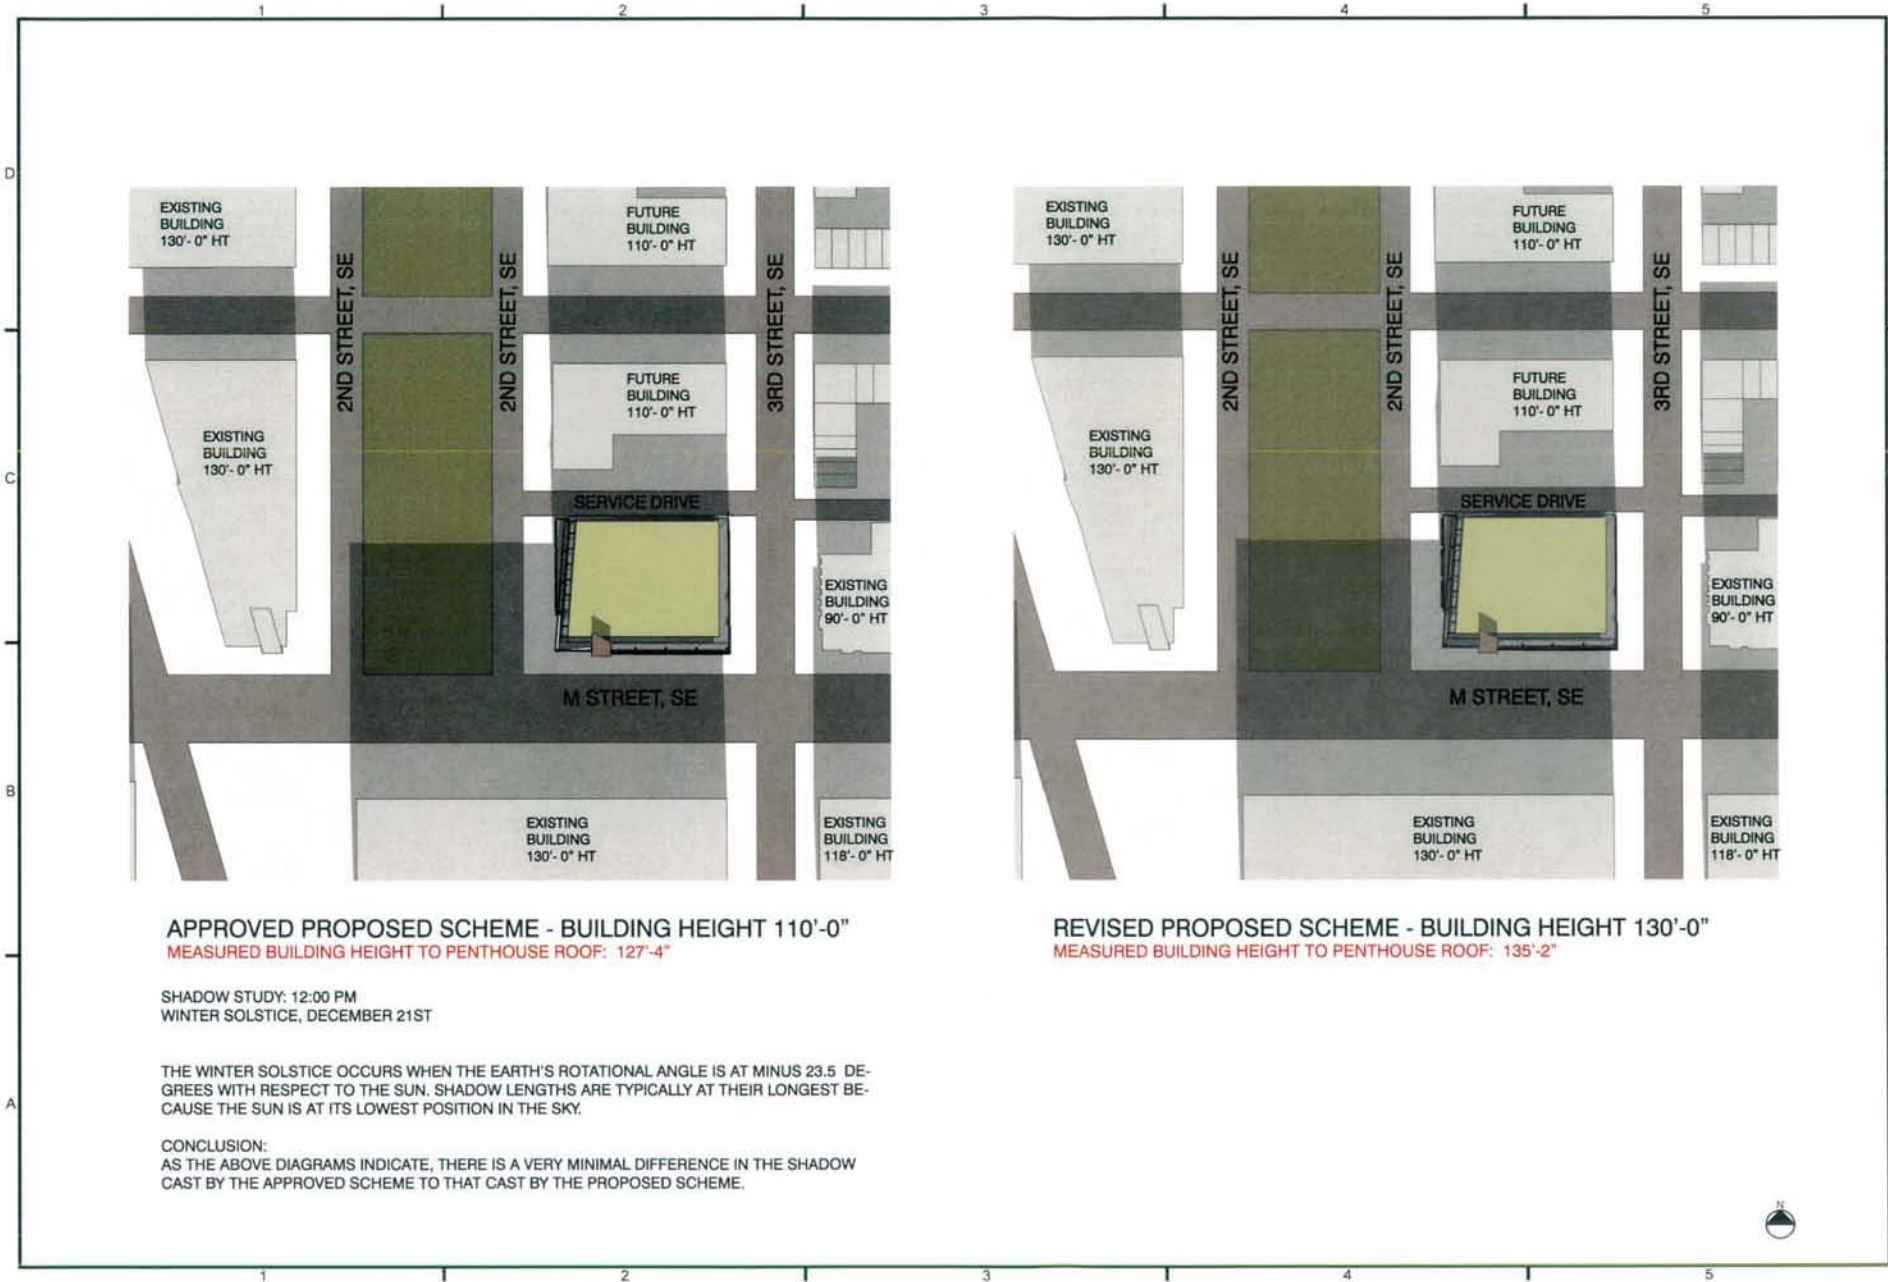 1 2 3 4 5
D
C
B
A
EXISTING
BUILDING
130'- 0" HT
2ND STREET, SE
2ND STREET, SE
FUTURE
BUILDING
110'- 0" HT
3RD STREET, SE
EXISTING
BUILDING
130'- 0" HT
FUTURE
BUILDING
110'- 0" HT
SERVICE DRIVE
EXISTING
BUILDING
90'- 0" HT
M STREET, SE
EXISTING
BUILDING
130'- 0" HT
EXISTING
BUILDING
118'- 0" HT
APPROVED PROPOSED SCHEME - BUILDING HEIGHT 110'-0"
MEASURED BUILDING HEIGHT TO PENTHOUSE ROOF: 127'-4"
EXISTING
BUILDING
130'- 0" HT
2ND STREET, SE
2ND STREET, SE
FUTURE
BUILDING
110'- 0" HT
3RD STREET, SE
EXISTING
BUILDING
130'- 0" HT
FUTURE
BUILDING
110'- 0" HT
SERVICE DRIVE
EXISTING
BUILDING
90'- 0" HT
M STREET, SE
EXISTING
BUILDING
130'- 0" HT
EXISTING
BUILDING
118'- 0" HT
REVISED PROPOSED SCHEME - BUILDING HEIGHT 130'-0"
MEASURED BUILDING HEIGHT TO PENTHOUSE ROOF: 135'-2"
SHADOW STUDY: 12:00 PM
WINTER SOLSTICE, DECEMBER 21ST
THE WINTER SOLSTICE OCCURS WHEN THE EARTH'S ROTATIONAL ANGLE IS AT MINUS 23.5 DE-
GREES WITH RESPECT TO THE SUN. SHADOW LENGTHS ARE TYPICALLY AT THEIR LONGEST BE-
CAUSE THE SUN IS AT ITS LOWEST POSITION IN THE SKY.
CONCLUSION:
AS THE ABOVE DIAGRAMS INDICATE, THERE IS A VERY MINIMAL DIFFERENCE IN THE SHADOW
CAST BY THE APPROVED SCHEME TO THAT CAST BY THE PROPOSED SCHEME.
N
1 2 3 4 5